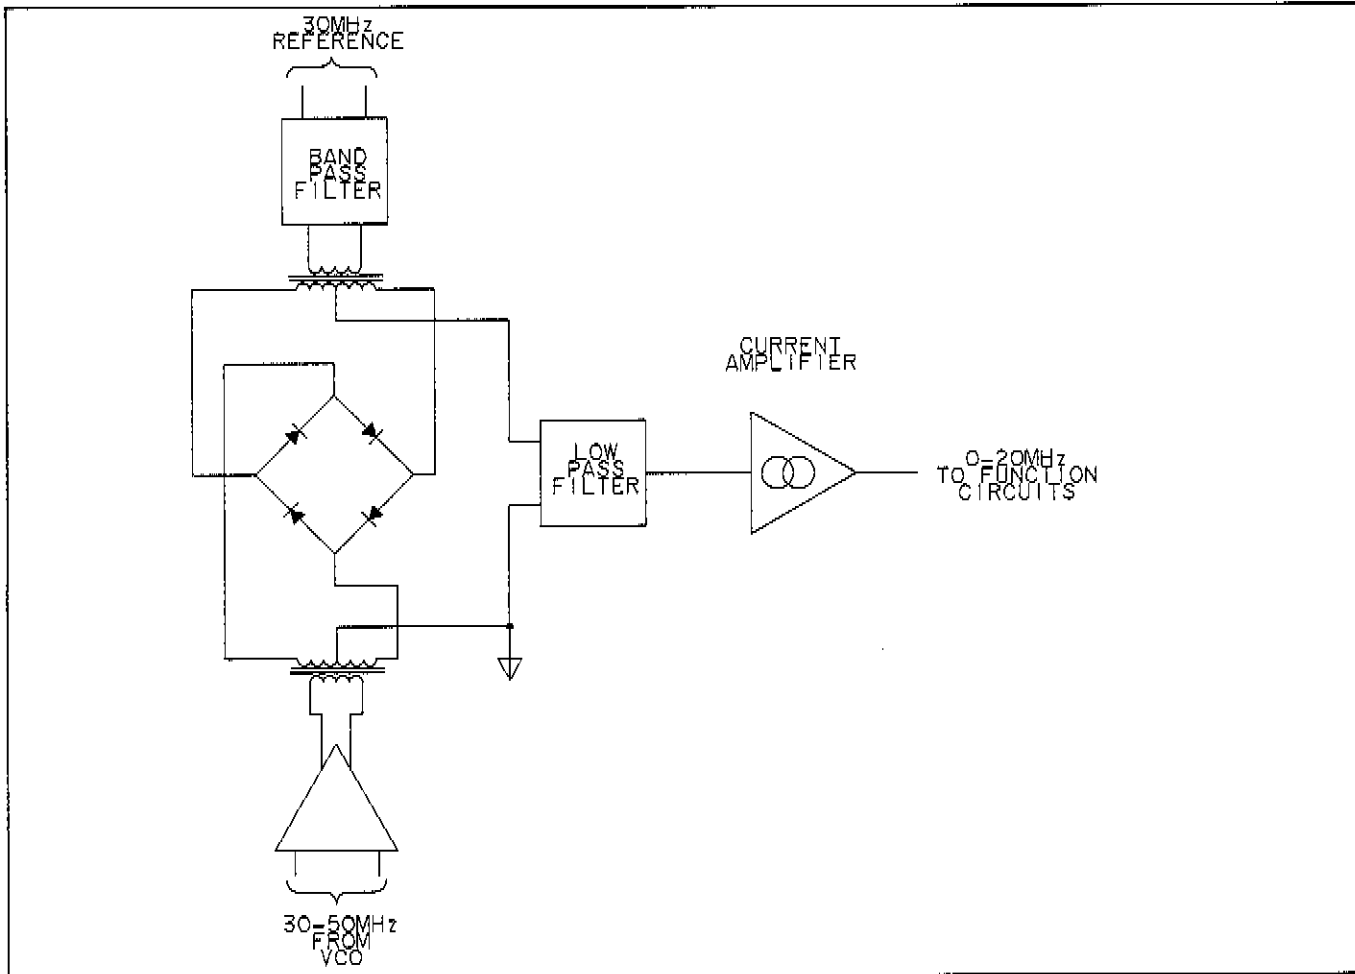 30MHz
REFERENCE
BAND
PASS
FILTER
CURRENT
AMPLIFIER
LOW
PASS
FILTER
0-20MHz
TO FUNCTION
CIRCUITS
30-50MHz
FROM
VCO